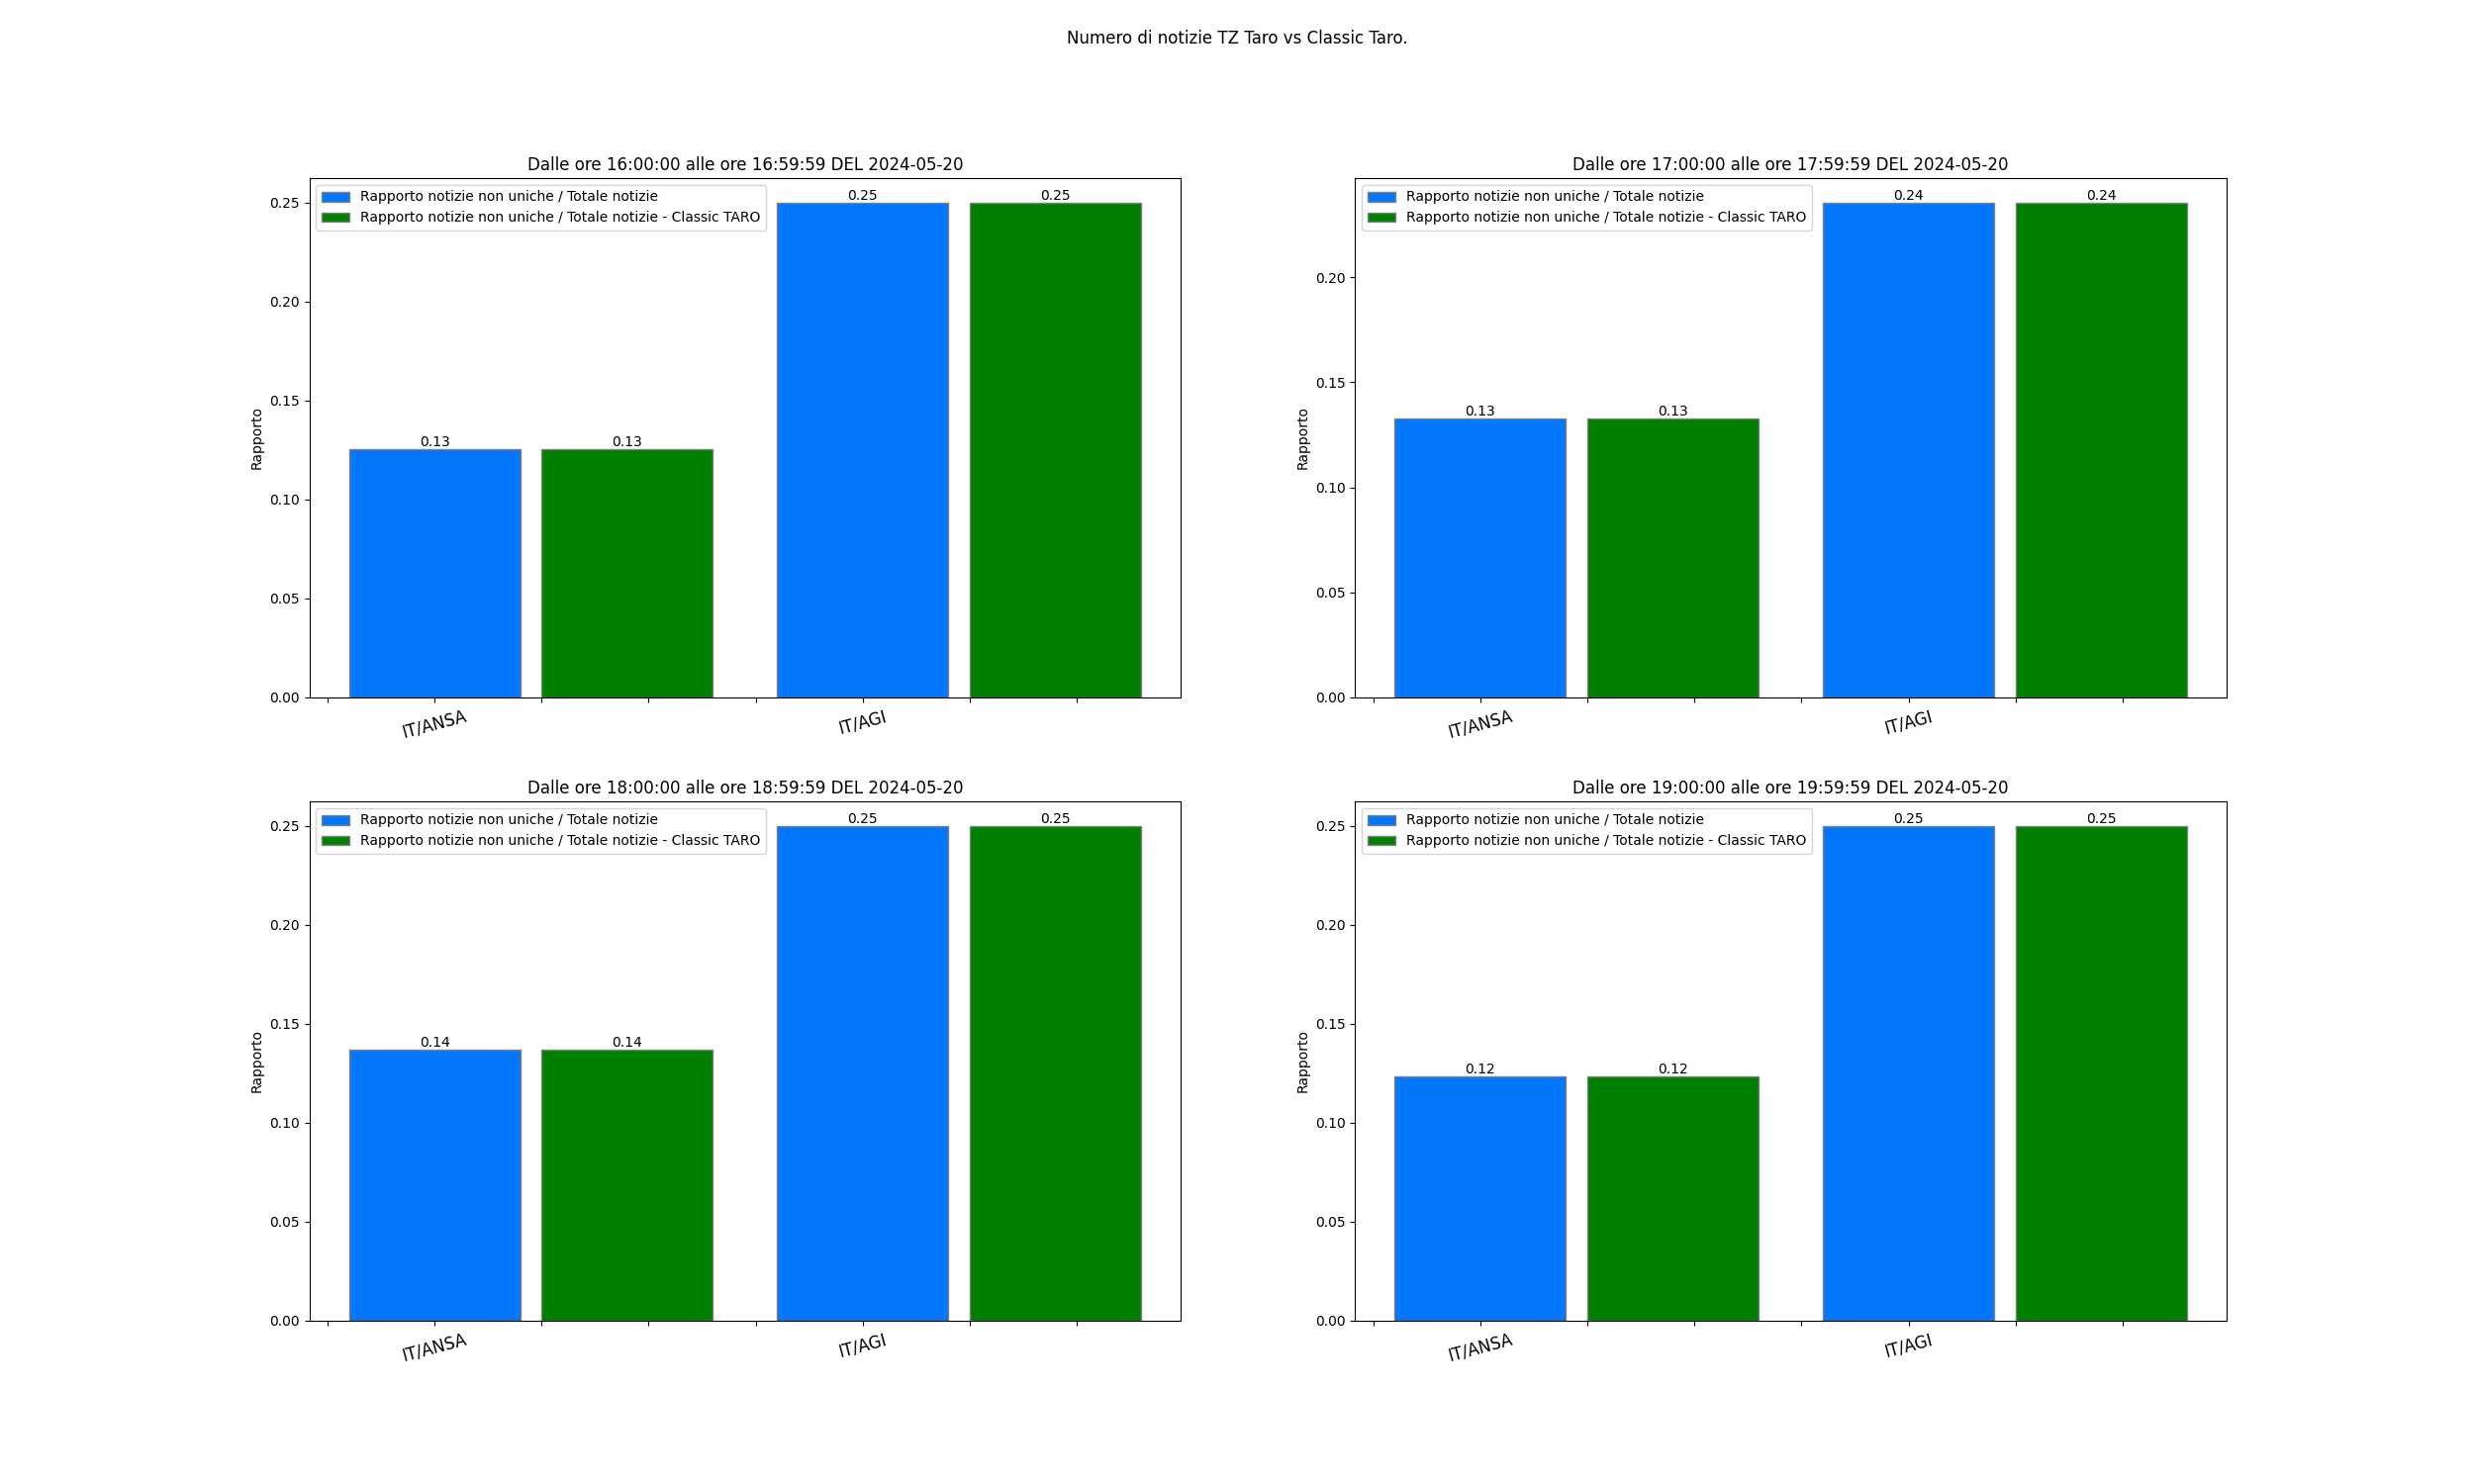 Numero di notizie TZ Taro vs Classic Taro.
Dalle ore 16:00:00 alle ore 16:59:59 DEL 2024-05-20
Rapporto notizie non uniche / Totale notizie
Rapporto notizie non uniche / Totale notizie - Classic TARO
0.25
0.25
0.13
0.13
0.25
0.20
0.15
0.10
0.05
0.00
Rapporto
IT/ANSA
IT/AGI
Dalle ore 17:00:00 alle ore 17:59:59 DEL 2024-05-20
Rapporto notizie non uniche / Totale notizie
Rapporto notizie non uniche / Totale notizie - Classic TARO
0.24
0.24
0.13
0.13
0.20
0.15
0.10
0.05
0.00
Rapporto
IT/ANSA
IT/AGI
Dalle ore 18:00:00 alle ore 18:59:59 DEL 2024-05-20
Rapporto notizie non uniche / Totale notizie
Rapporto notizie non uniche / Totale notizie - Classic TARO
0.25
0.25
0.14
0.14
0.25
0.20
0.15
0.10
0.05
0.00
Rapporto
IT/ANSA
IT/AGI
Dalle ore 19:00:00 alle ore 19:59:59 DEL 2024-05-20
Rapporto notizie non uniche / Totale notizie
Rapporto notizie non uniche / Totale notizie - Classic TARO
0.25
0.25
0.12
0.12
0.25
0.20
0.15
0.10
0.05
0.00
Rapporto
IT/ANSA
IT/AGI